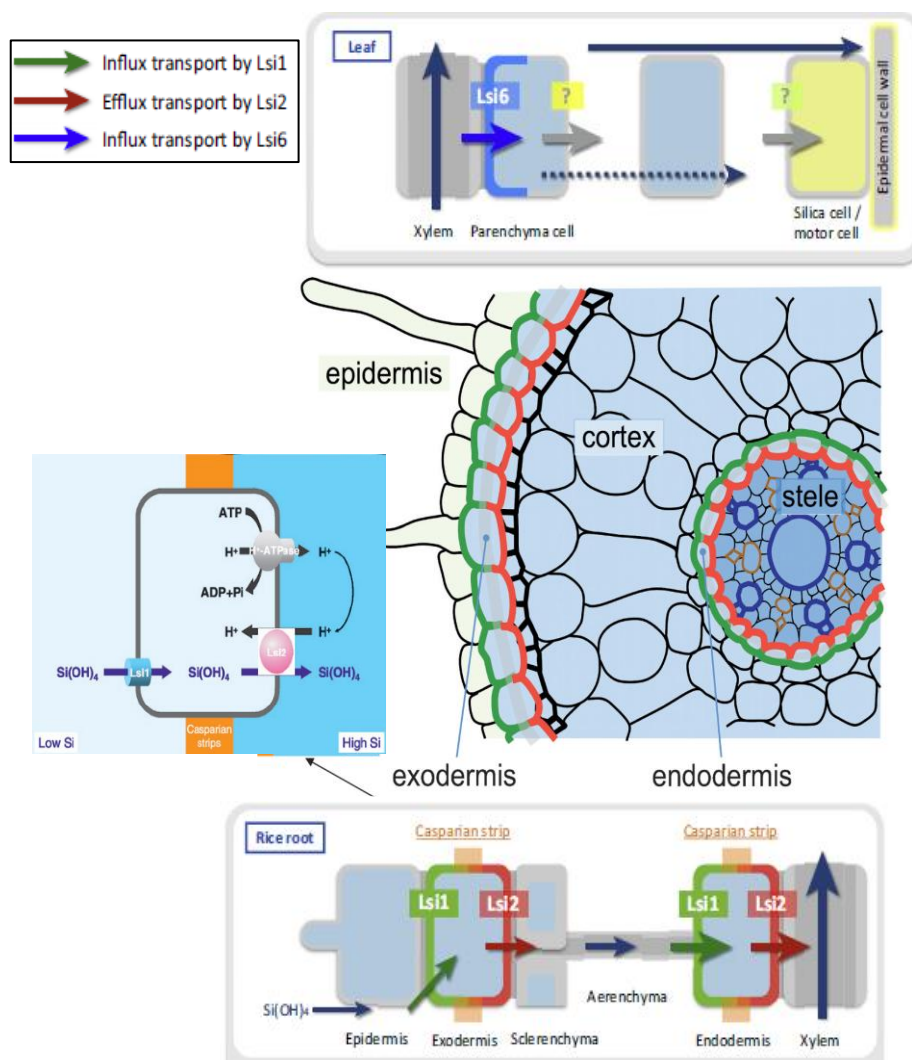 Influx transport by Lsi1
Efflux transport by Lsi2
Influx transport by Lsi6
Leaf
Lsi6
?
?
Epidermal cell wall
Xylem
Parenchyma cell
Silica cell /
motor cell
epidermis
cortex
stele
ATP
H⁺
H⁺-ATPase
H⁺
ADP+Pi
H⁺
H⁺
Lsi2
Si(OH)₄
Lsi1
Si(OH)₄
Si(OH)₄
Low Si
Casparian
strips
High Si
exodermis
endodermis
Rice root
Casparian strip
Casparian strip
Lsi1
Lsi2
Lsi1
Lsi2
Si(OH)₄
Aerenchyma
Epidermis
Exodermis
Sclerenchyma
Endodermis
Xylem